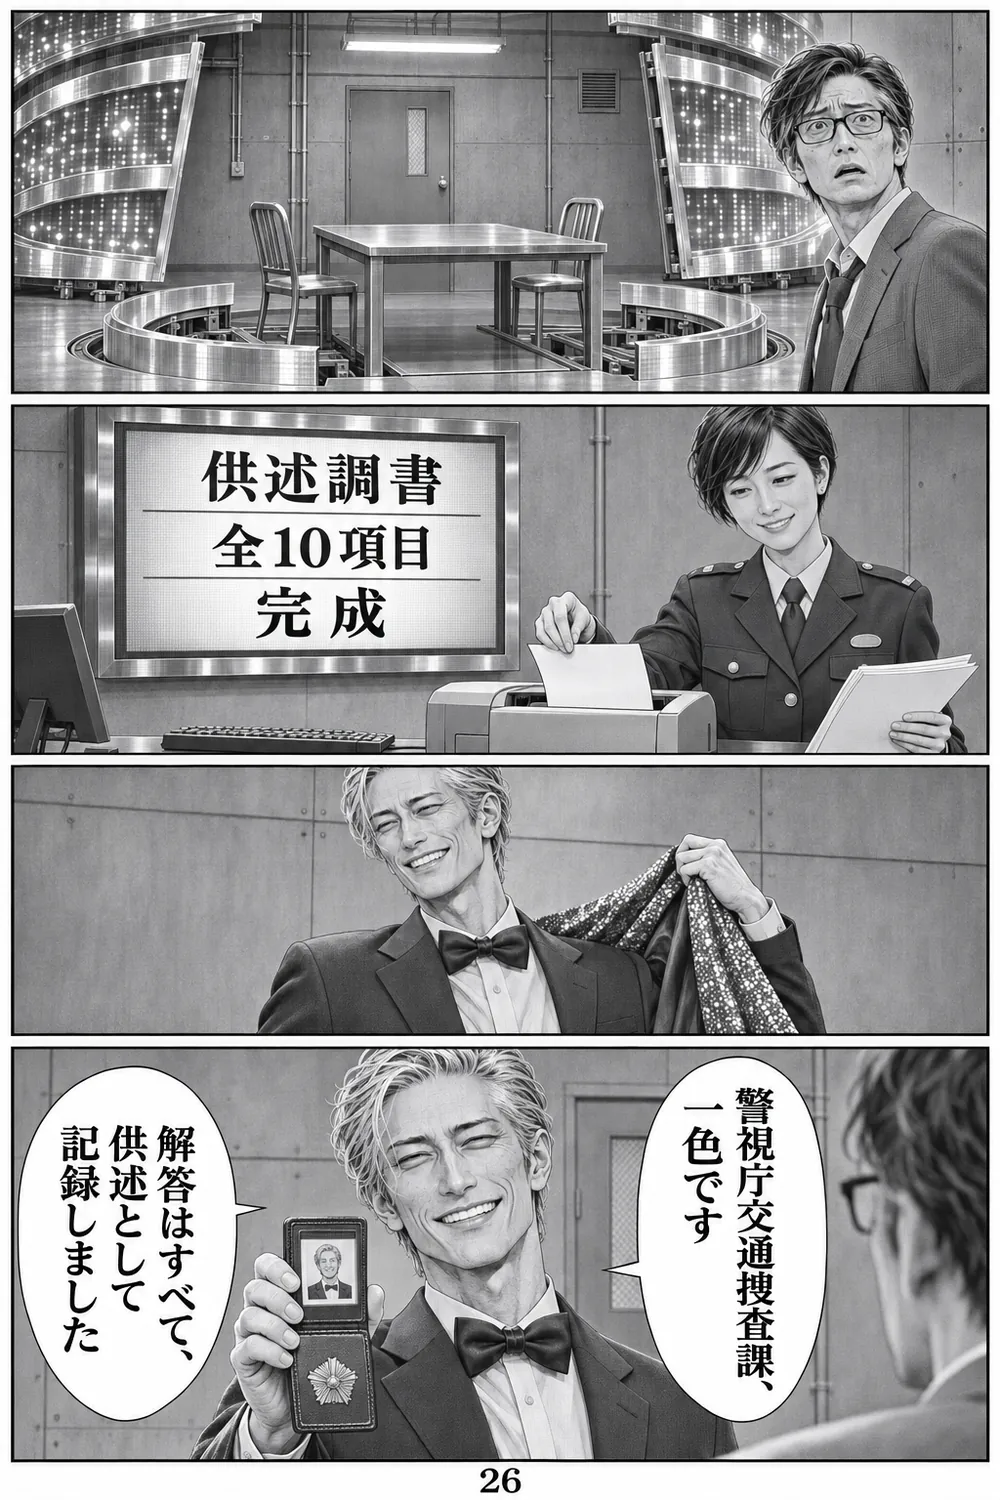 供述調書
全10項目
完成
警視庁交通捜査課、
一色です
解答はすべて、
供述として
記録しました
26